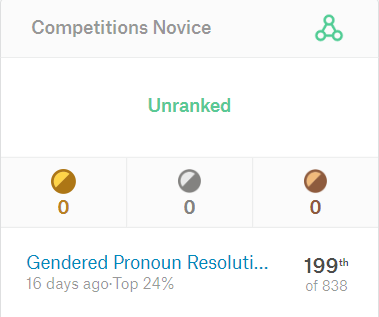 Competitions Novice
Unranked
0 0 0
Gendered Pronoun Resoluti... 199th
16 days ago·Top 24% of 838